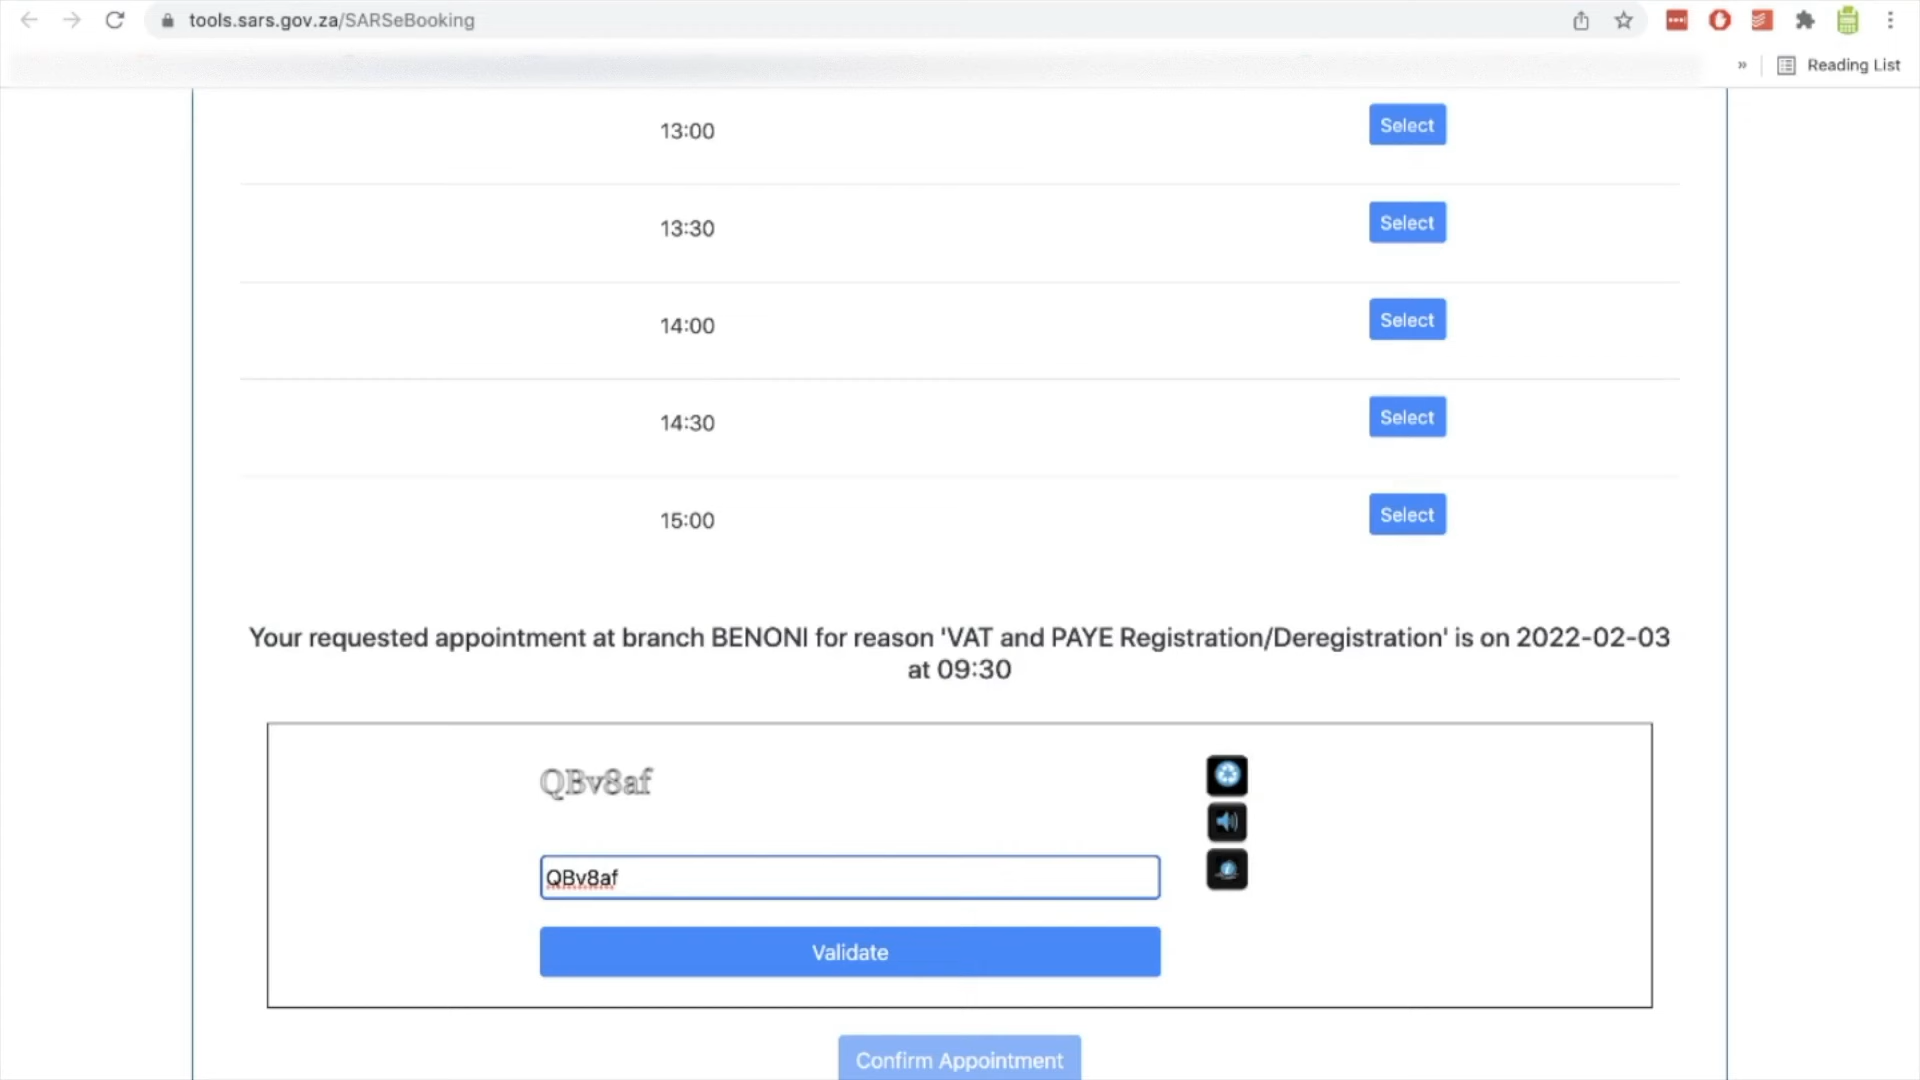 tools.sars.gov.za/SARSeBooking
» Reading List
13:00 Select
13:30 Select
14:00 Select
14:30 Select
15:00 Select
Your requested appointment at branch BENONI for reason 'VAT and PAYE Registration/Deregistration' is on 2022-02-03
at 09:30
QBv8af
QBv8af
Validate
Confirm Appointment